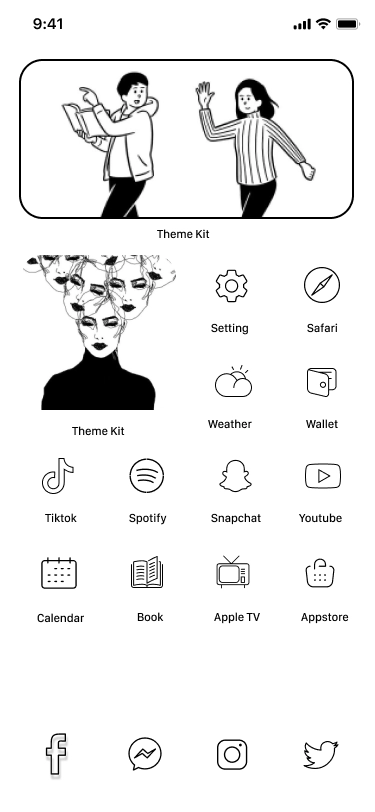 9:41
Theme Kit
Setting
Safari
Weather
Wallet
Theme Kit
Tiktok
Spotify
Snapchat
Youtube
Calendar
Book
Apple TV
Appstore